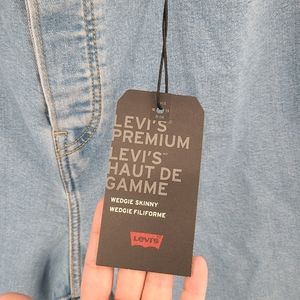 LEVI'S®
PREMIUM
LEVI'S™
HAUT DE
GAMME
WEDGIE SKINNY
WEDGIE FILIFORME
Levi's